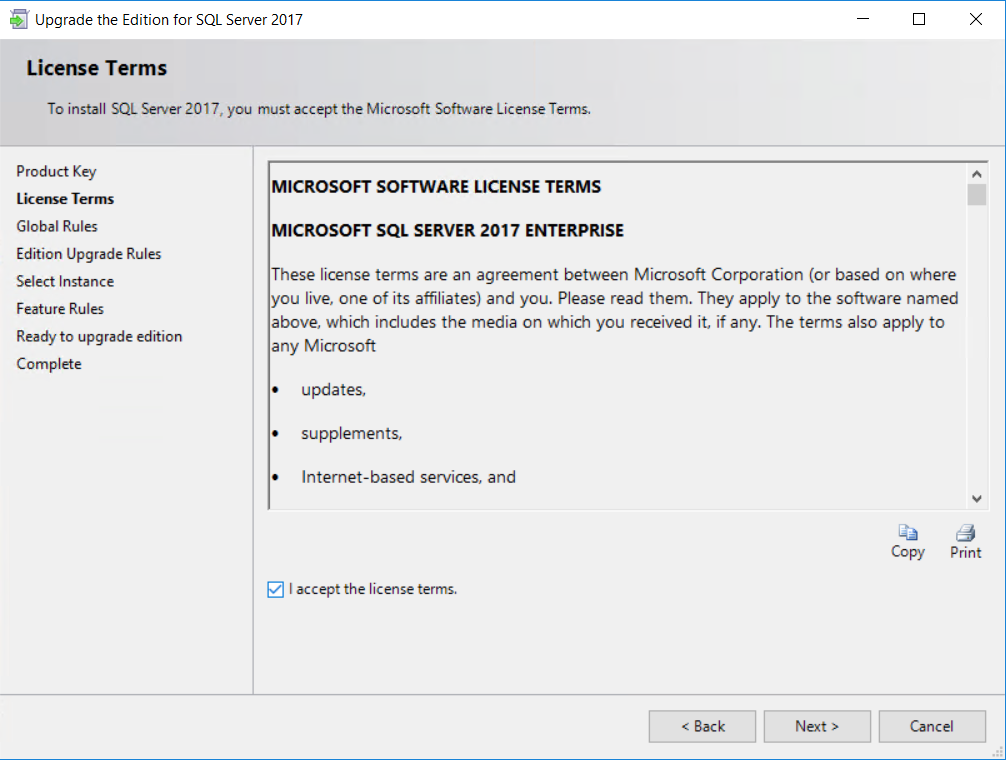 Upgrade the Edition for SQL Server 2017
License Terms
To install SQL Server 2017, you must accept the Microsoft Software License Terms.
Product Key
License Terms
Global Rules
Edition Upgrade Rules
Select Instance
Feature Rules
Ready to upgrade edition
Complete
MICROSOFT SOFTWARE LICENSE TERMS
MICROSOFT SQL SERVER 2017 ENTERPRISE
These license terms are an agreement between Microsoft Corporation (or based on where
you live, one of its affiliates) and you. Please read them. They apply to the software named
above, which includes the media on which you received it, if any. The terms also apply to
any Microsoft
• updates,
• supplements,
• Internet-based services, and
Copy
Print
I accept the license terms.
< Back
Next >
Cancel